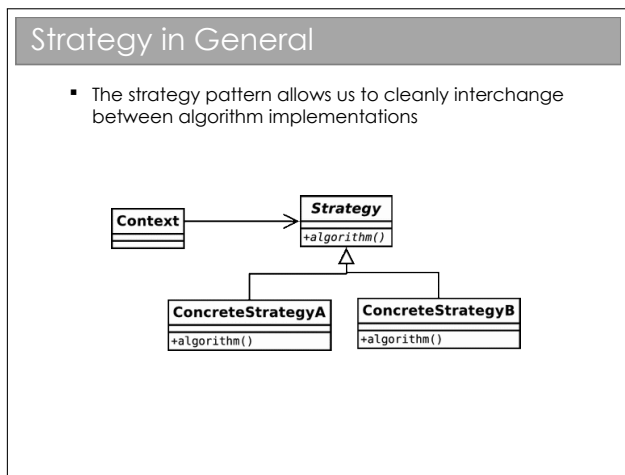 Strategy in General
▪ The strategy pattern allows us to cleanly interchange
between algorithm implementations
Strategy
+algorithm()
Context
ConcreteStrategyA
+algorithm()
ConcreteStrategyB
+algorithm()